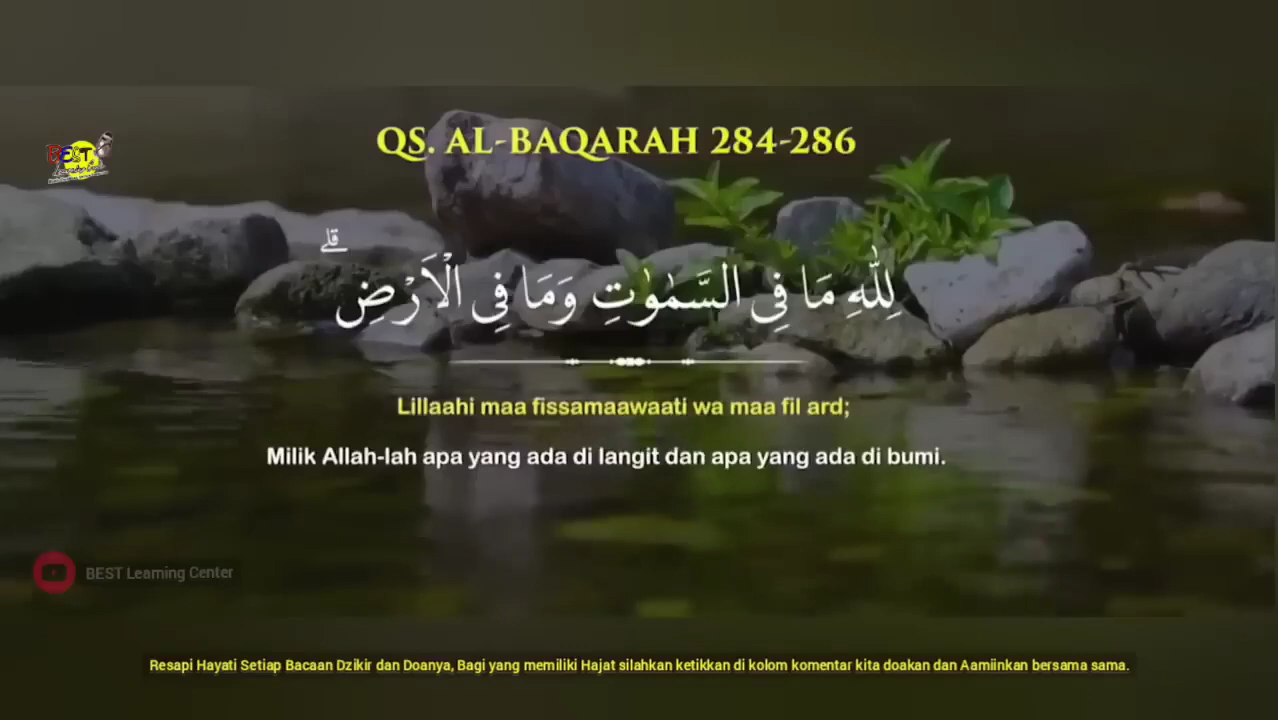 QS. AL-BAQARAH 284-286
BEST
لِلّٰهِ مَا فِى السَّمٰوٰتِ وَمَا فِى الْاَرْضِ ۗ
Lillaahi maa fissamaawaati wa maa fil ard;
Milik Allah-lah apa yang ada di langit dan apa yang ada di bumi.
BEST Learning Center
Resapi Hayati Setiap Bacaan Dzikir dan Doanya, Bagi yang memiliki Hajat silahkan ketikkan di kolom komentar kita doakan dan Aamiinkan bersama sama.